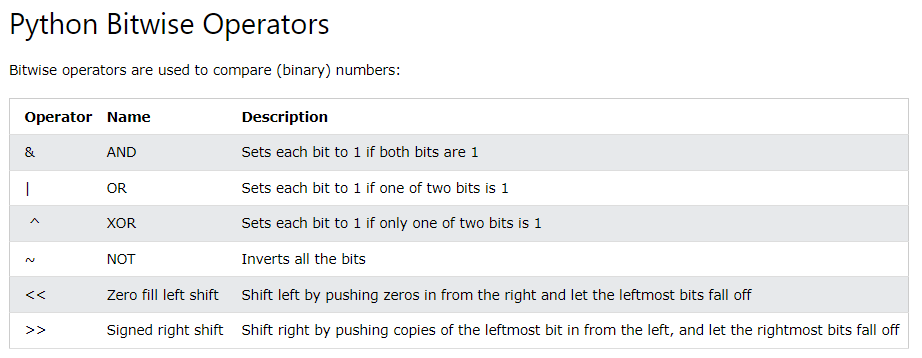 Python Bitwise Operators
Bitwise operators are used to compare (binary) numbers:
Operator Name Description
& AND Sets each bit to 1 if both bits are 1
| OR Sets each bit to 1 if one of two bits is 1
^ XOR Sets each bit to 1 if only one of two bits is 1
~ NOT Inverts all the bits
<< Zero fill left shift Shift left by pushing zeros in from the right and let the leftmost bits fall off
>> Signed right shift Shift right by pushing copies of the leftmost bit in from the left, and let the rightmost bits fall off